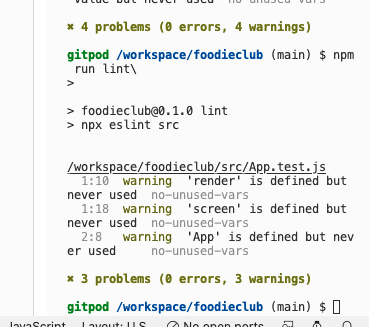 value but never used  no-unused-vars
✖ 4 problems (0 errors, 4 warnings)
gitpod /workspace/foodieclub (main) $ npm
 run lint\
>
> foodieclub@0.1.0 lint
> npx eslint src
/workspace/foodieclub/src/App.test.js
  1:10  warning  'render' is defined but
never used  no-unused-vars
  1:18  warning  'screen' is defined but
never used  no-unused-vars
  2:8   warning  'App' is defined but nev
er used     no-unused-vars
✖ 3 problems (0 errors, 3 warnings)
gitpod /workspace/foodieclub (main) $
JavaScript  Layout: U.S.  No open ports